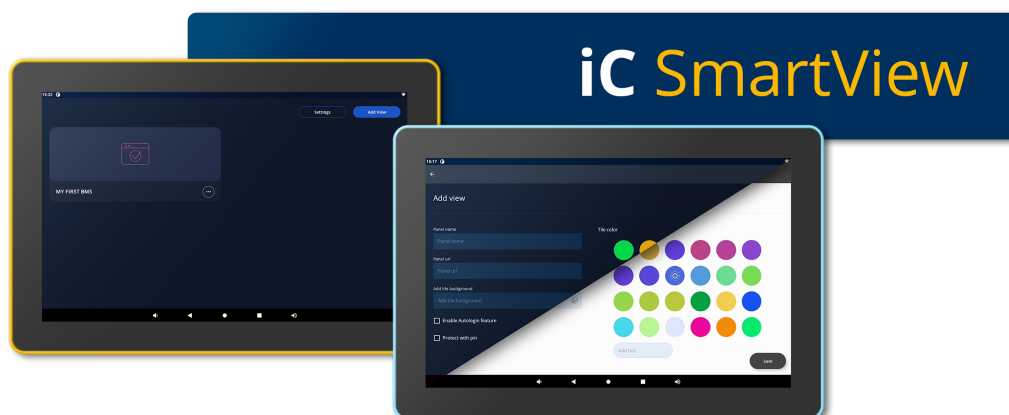 iC SmartView
15:22
Settings
Add View
MY FIRST BMS
15:17
Add view
Panel name
Panel name
Panel url
Panel url
Add tile background
Add tile background
Enable Autologin feature
Protect with pin
Tile color
Add hex
Save